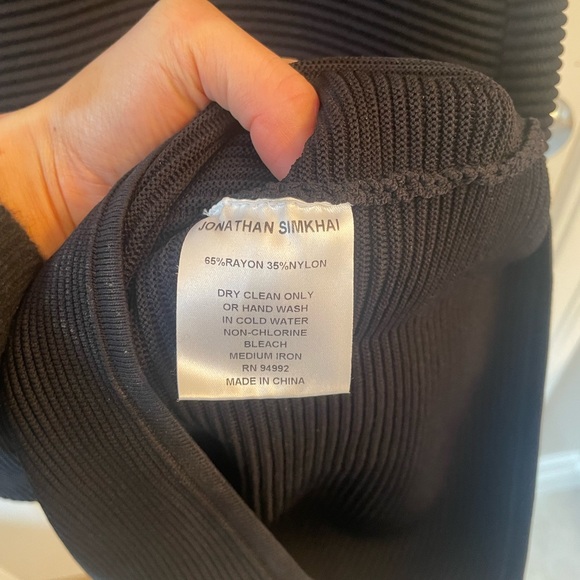 JONATHAN SIMKHAI
65%RAYON 35%NYLON
DRY CLEAN ONLY
OR HAND WASH
IN COLD WATER
NON-CHLORINE
BLEACH
MEDIUM IRON
RN 94992
MADE IN CHINA